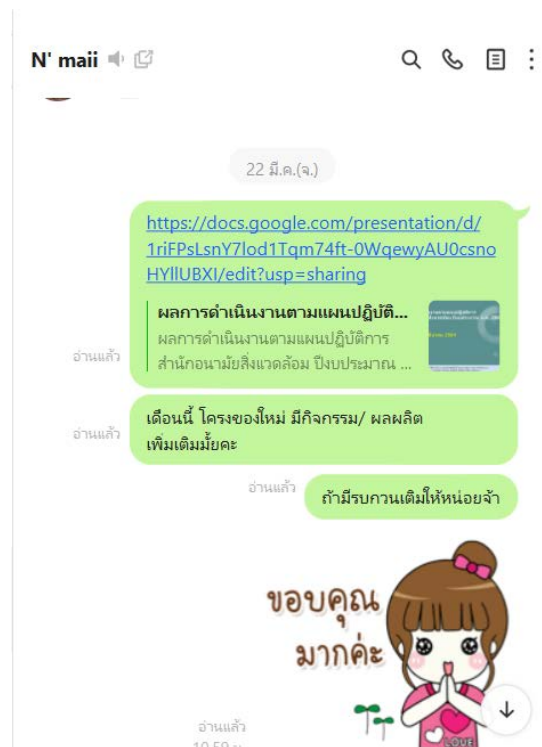 N' maii
22 มี.ค.(จ.)
https://docs.google.com/presentation/d/
1riFPsLsnY7lod1Tqm74ft-0WqewyAU0csno
HYllUBXI/edit?usp=sharing
ผลการดำเนินงานตามแผนปฏิบัติ...
ผลการดำเนินงานตามแผนปฏิบัติการ
สำนักอนามัยสิ่งแวดล้อม ปีงบประมาณ ...
อ่านแล้ว
เดือนนี้ โครงของใหม่ มีกิจกรรม/ ผลผลิต
เพิ่มเติมมั้ยคะ
อ่านแล้ว
อ่านแล้ว
ถ้ามีรบกวนเติมให้หน่อยจ้า
ขอบคุณ
มากค่ะ
LOVE
อ่านแล้ว